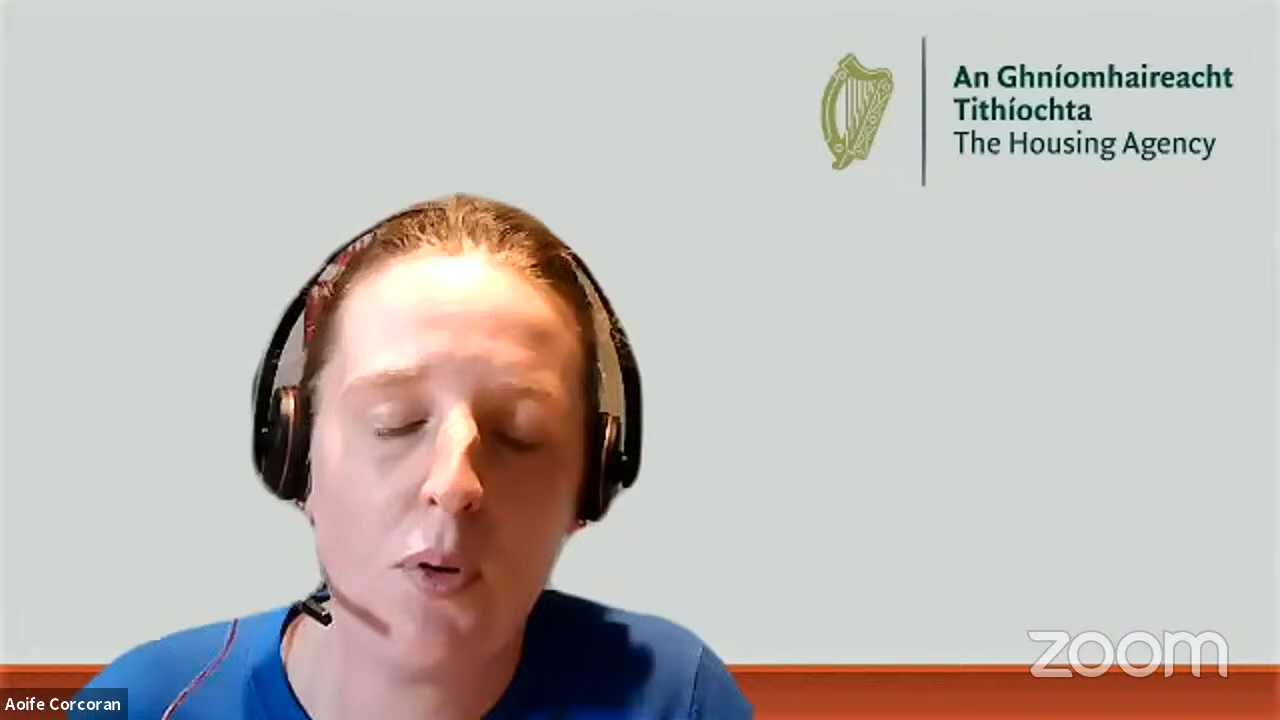 An Ghníomhaireacht
Tithíochta
The Housing Agency
zoom
Aoife Corcoran